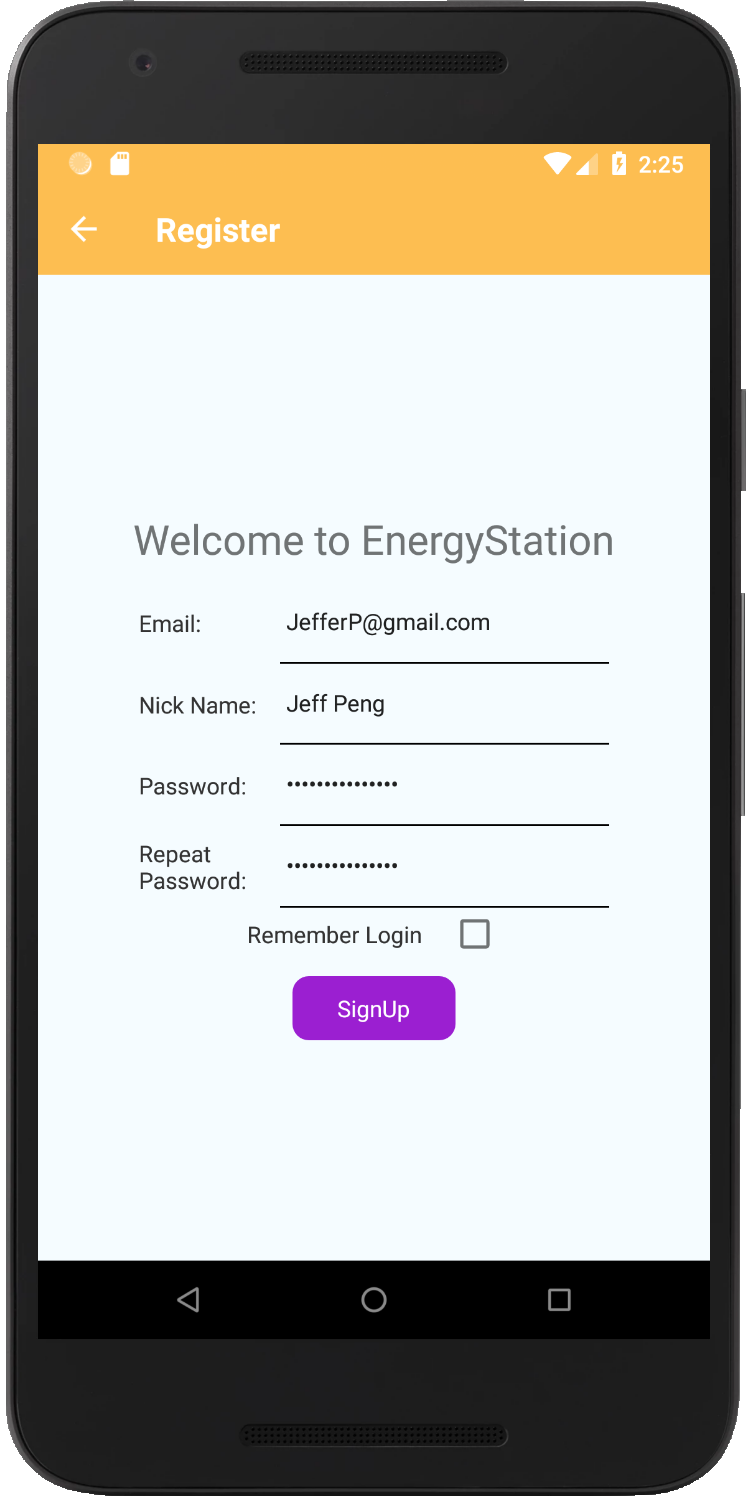 2:25
Register
Welcome to EnergyStation
Email: JefferP@gmail.com
Nick Name: Jeff Peng
Password: •••••••••••••••
Repeat
Password: •••••••••••••••
Remember Login
SignUp